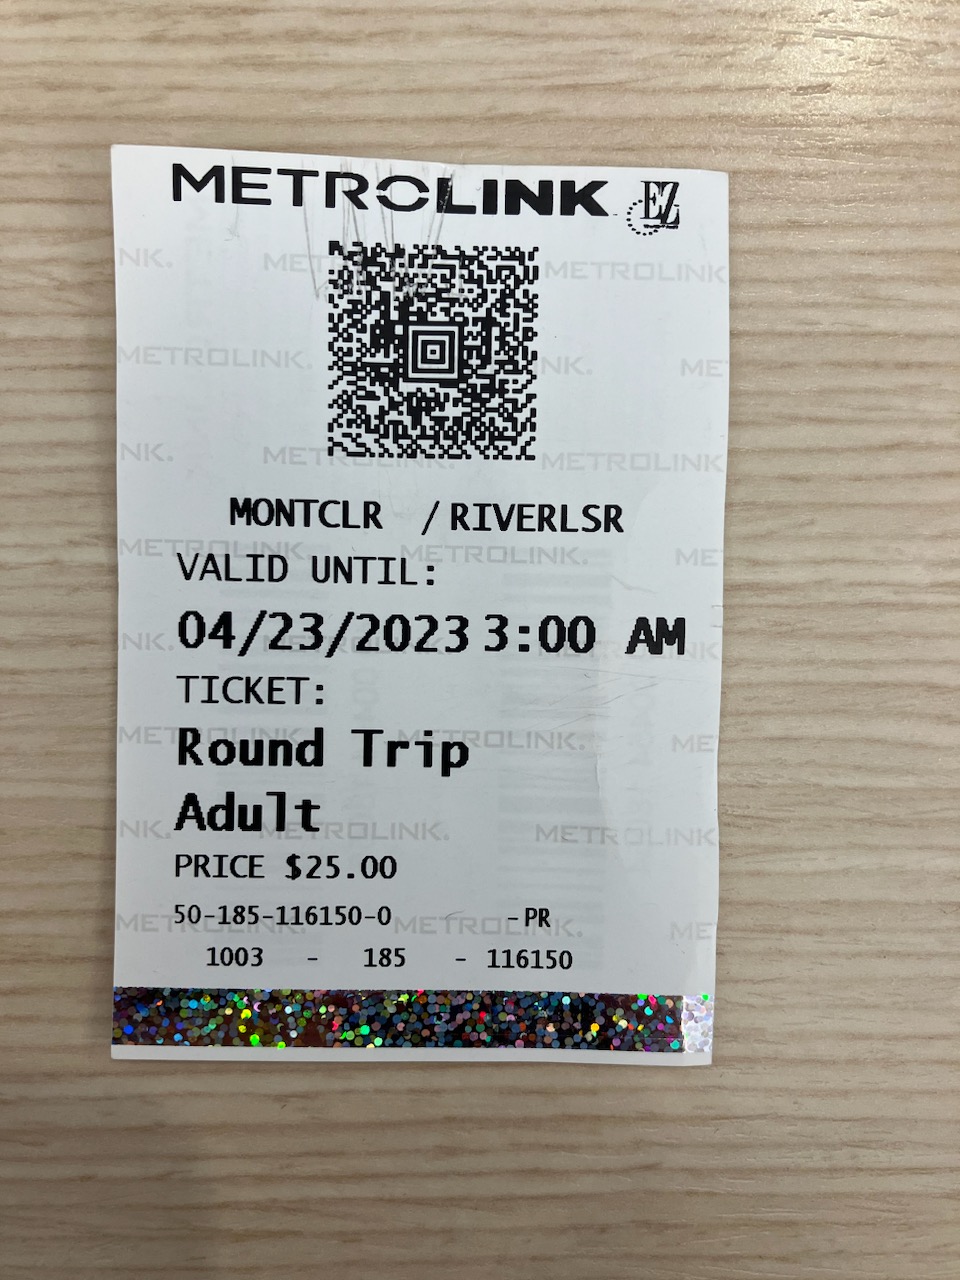 METROLINK EZ
MONTCLR / RIVERLSR
VALID UNTIL:
04/23/2023 3:00 AM
TICKET:
Round Trip
Adult
PRICE $25.00
50-185-116150-0 -PR
1003 - 185 - 116150